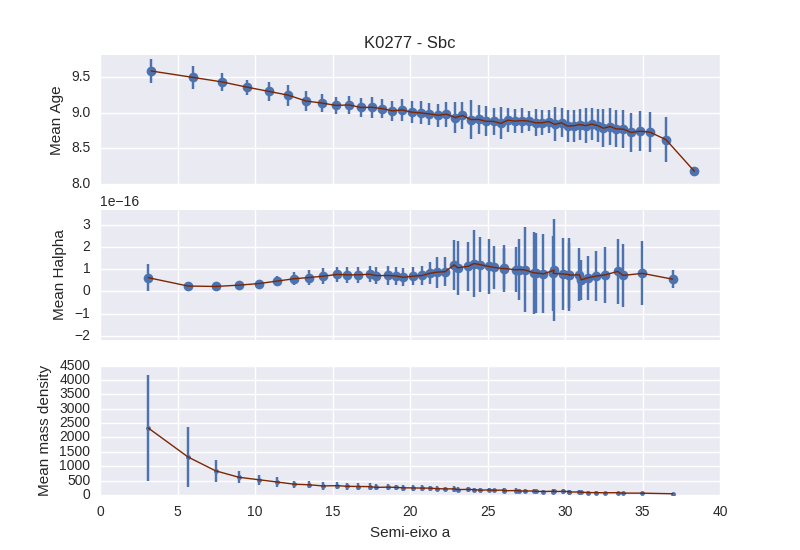 K0277 - Sbc
Mean Age
9.5
9.0
8.5
8.0
1e−16
Mean Halpha
3
2
1
0
−1
−2
Mean mass density
4500
4000
3500
3000
2500
2000
1500
1000
500
0
0 5 10 15 20 25 30 35 40
Semi-eixo a